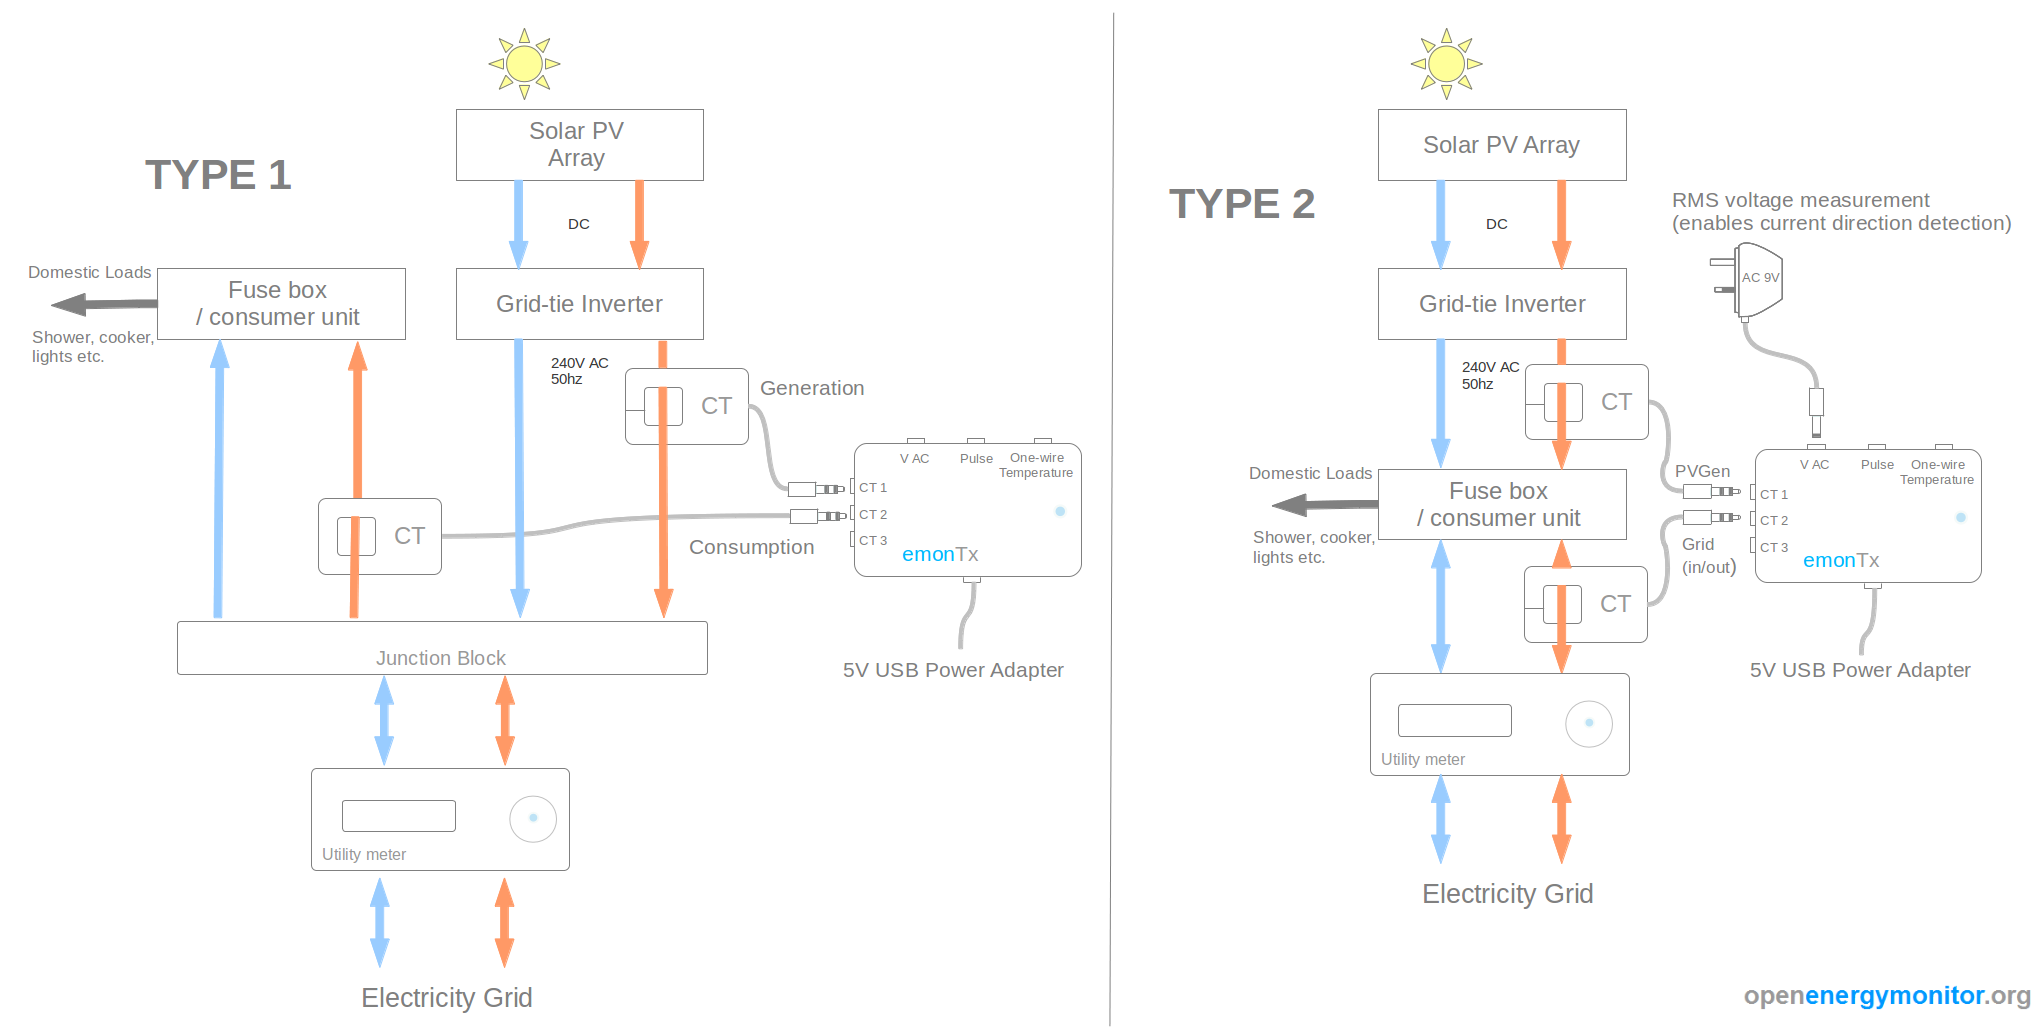 TYPE 1
Solar PV
Array
DC
Domestic Loads
Fuse box
/ consumer unit
Shower, cooker,
lights etc.
Grid-tie Inverter
240V AC
50hz
CT
Generation
CT
Consumption
V AC
Pulse
One-wire
Temperature
CT 1
CT 2
CT 3
emonTx
5V USB Power Adapter
Junction Block
Utility meter
Electricity Grid
TYPE 2
Solar PV Array
DC
RMS voltage measurement
(enables current direction detection)
AC 9V
Grid-tie Inverter
240V AC
50hz
CT
Domestic Loads
Fuse box
/ consumer unit
Shower, cooker,
lights etc.
PVGen
Grid
(in/out)
CT
V AC
Pulse
One-wire
Temperature
CT 1
CT 2
CT 3
emonTx
5V USB Power Adapter
Utility meter
Electricity Grid
openenergymonitor.org